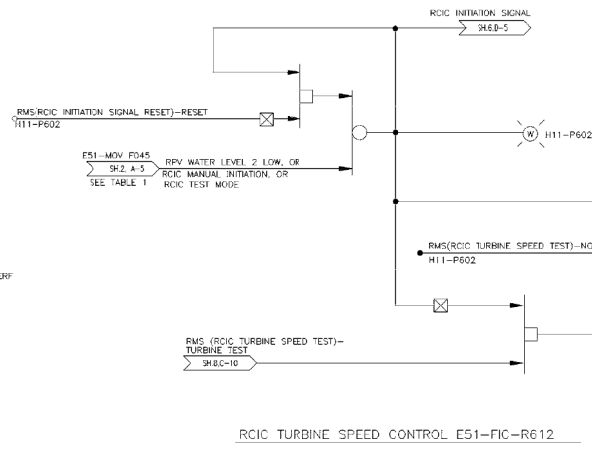 RCIC INITIATION SIGNAL
SH.6,D-5
RMS(RCIC INITIATION SIGNAL RESET)-RESET
H11-P602
W H11-P602
E51-MOV F045
SH.2, A-5
SEE TABLE 1
RPV WATER LEVEL 2 LOW, OR
RCIC MANUAL INITIATION, OR
RCIC TEST MODE
RMS(RCIC TURBINE SPEED TEST)-NO
H11-P602
ERF
RMS (RCIC TURBINE SPEED TEST)-
TURBINE TEST
SH.8,C-10
RCIC TURBINE SPEED CONTROL E51-FIC-R612